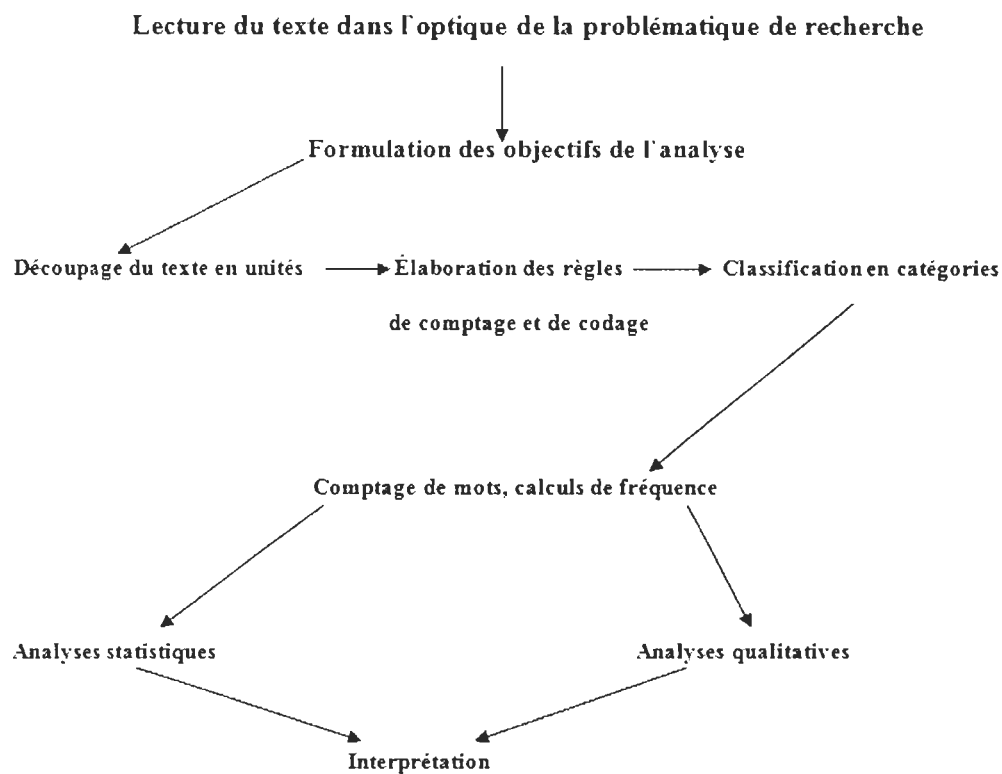 Lecture du texte dans l'optique de la problématique de recherche
Formulation des objectifs de l'analyse
Découpage du texte en unités
Élaboration des règles
de comptage et de codage
Classification en catégories
Comptage de mots, calculs de fréquence
Analyses statistiques
Analyses qualitatives
Interprétation